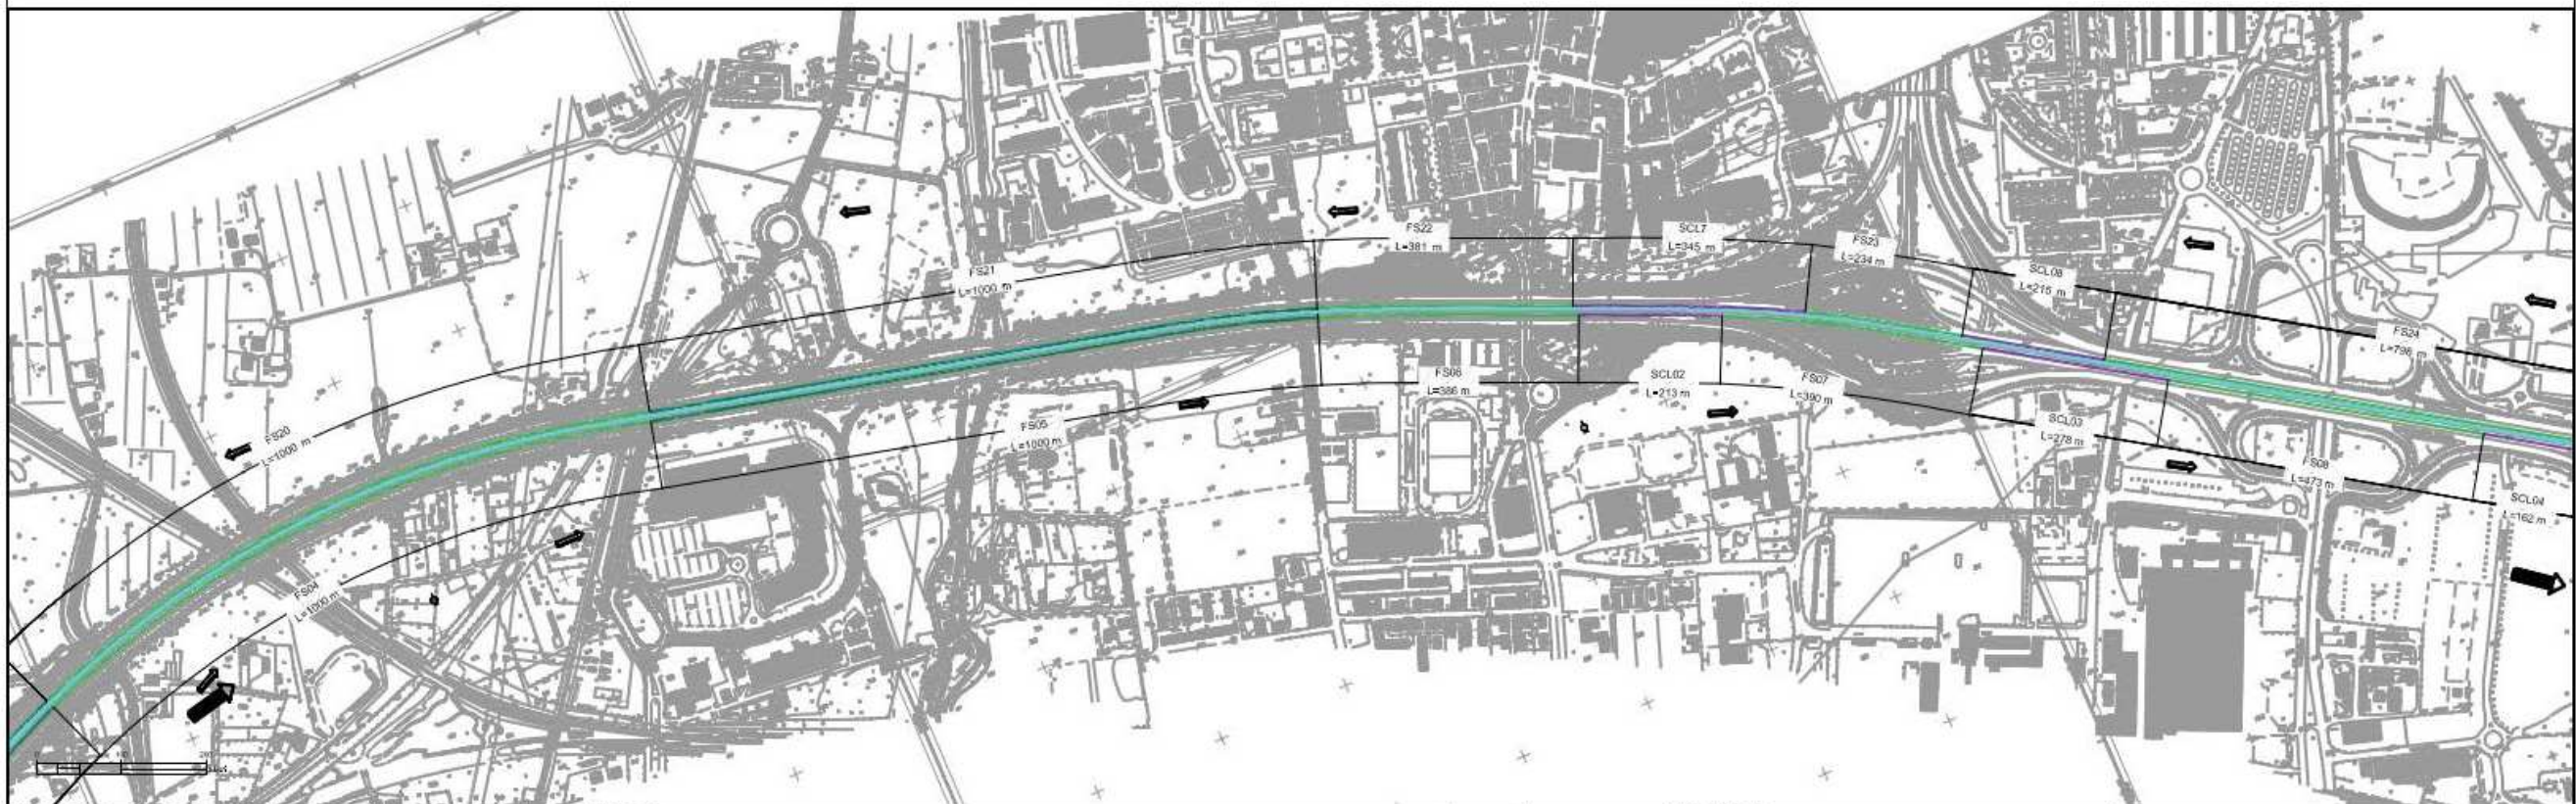 FS22
L=381 m
SCL7
L=345 m
FS23
L=234 m
FS21
L=1000 m
SCL08
L=215 m
FS24
L=798 m
FS06
L=386 m
SCL02
L=213 m
FS07
L=390 m
FS20
L=1000 m
FS05
L=1000 m
SCL03
L=278 m
FS08
L=473 m
SCL04
L=162 m
FS04
L=1000 m